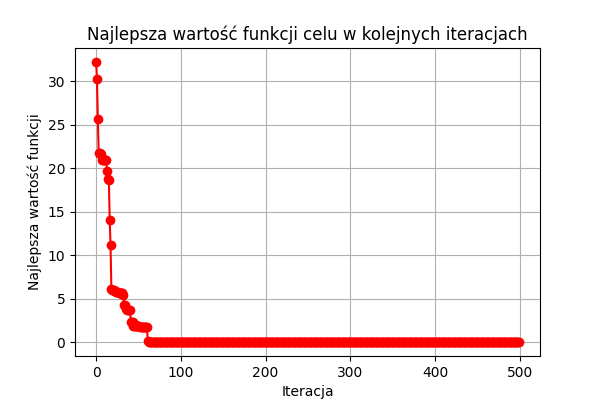 Najlepsza wartość funkcji celu w kolejnych iteracjach
Najlepsza wartość funkcji
30
25
20
15
10
5
0
0 100 200 300 400 500
Iteracja